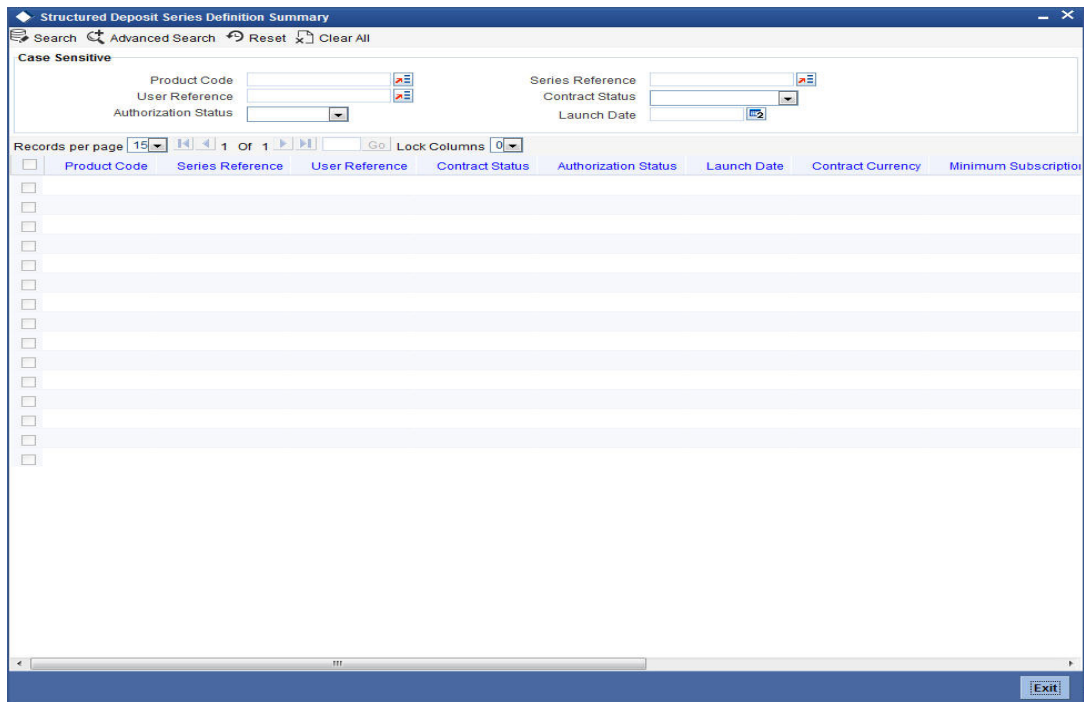 Structured Deposit Series Definition Summary
Search Advanced Search Reset Clear All
Case Sensitive
Product Code Series Reference
User Reference Contract Status
Authorization Status Launch Date
Records per page 15 1 Of 1 Go Lock Columns 0
Product Code Series Reference User Reference Contract Status Authorization Status Launch Date Contract Currency Minimum Subscription
Exit